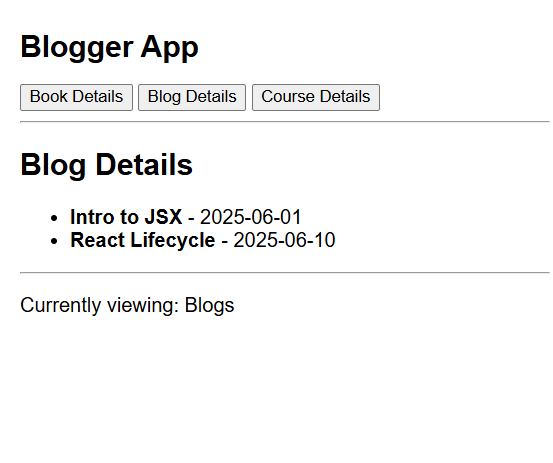 Blogger App
Book Details Blog Details Course Details
Blog Details
• Intro to JSX - 2025-06-01
• React Lifecycle - 2025-06-10
Currently viewing: Blogs